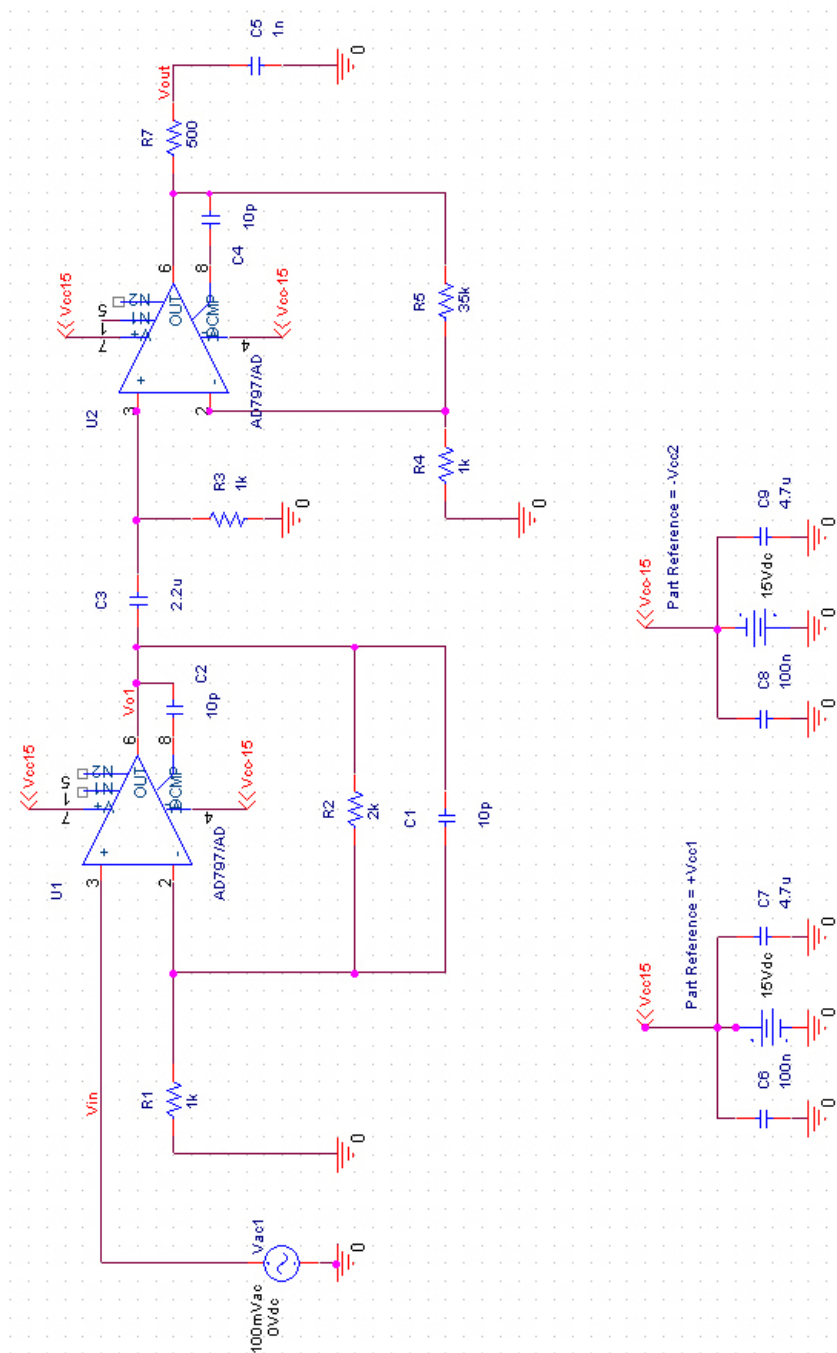 100mVac
0Vdc
Vac1
0
Vin
R1
1k
0
U1
3
2
+
-
7
1
5
V+
N1
N2
OUT
DCMP
4
6
8
AD797/AD
Vcc15
Vcc-15
Vo1
C2
10p
R2
2k
C1
10p
C3
2.2u
R3
1k
0
U2
3
2
+
-
7
1
5
V+
N1
N2
OUT
DCMP
4
6
8
AD797/AD
Vcc15
Vcc-15
C4
10p
R4
1k
0
R5
35k
R7
500
Vout
C5
1n
0
Vcc15
Part Reference = +Vcc1
C6
100n
15Vdc
C7
4.7u
0
0
0
Vcc-15
Part Reference = -Vcc2
C8
100n
15Vdc
C9
4.7u
0
0
0